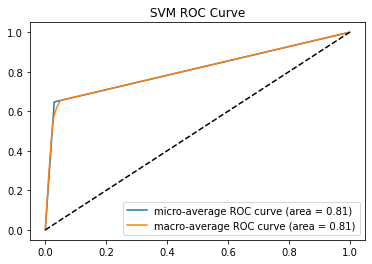 SVM ROC Curve
1.0
0.8
0.6
0.4
0.2
0.0
micro-average ROC curve (area = 0.81)
macro-average ROC curve (area = 0.81)
0.0 0.2 0.4 0.6 0.8 1.0